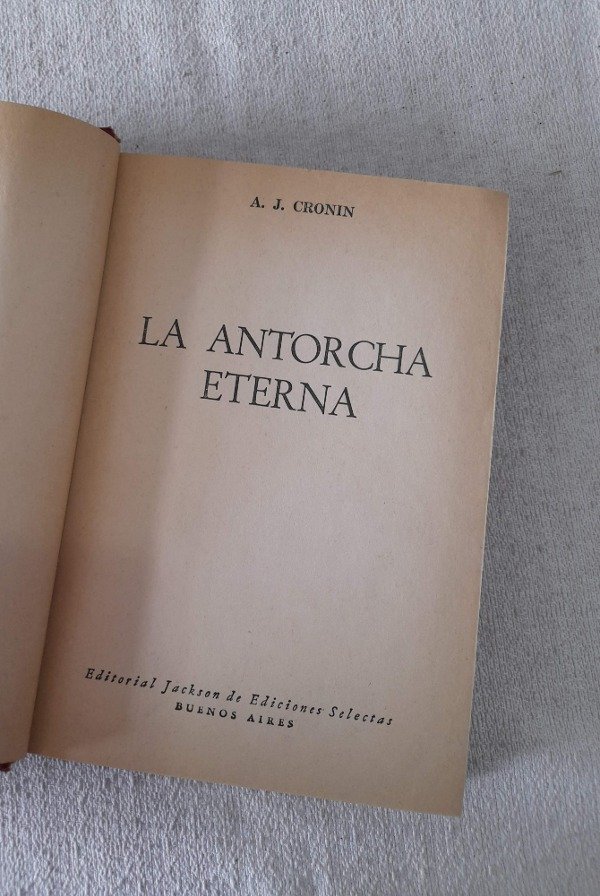 A. J. CRONIN
LA ANTORCHA
ETERNA
Editorial Jackson de Ediciones Selectas
BUENOS AIRES